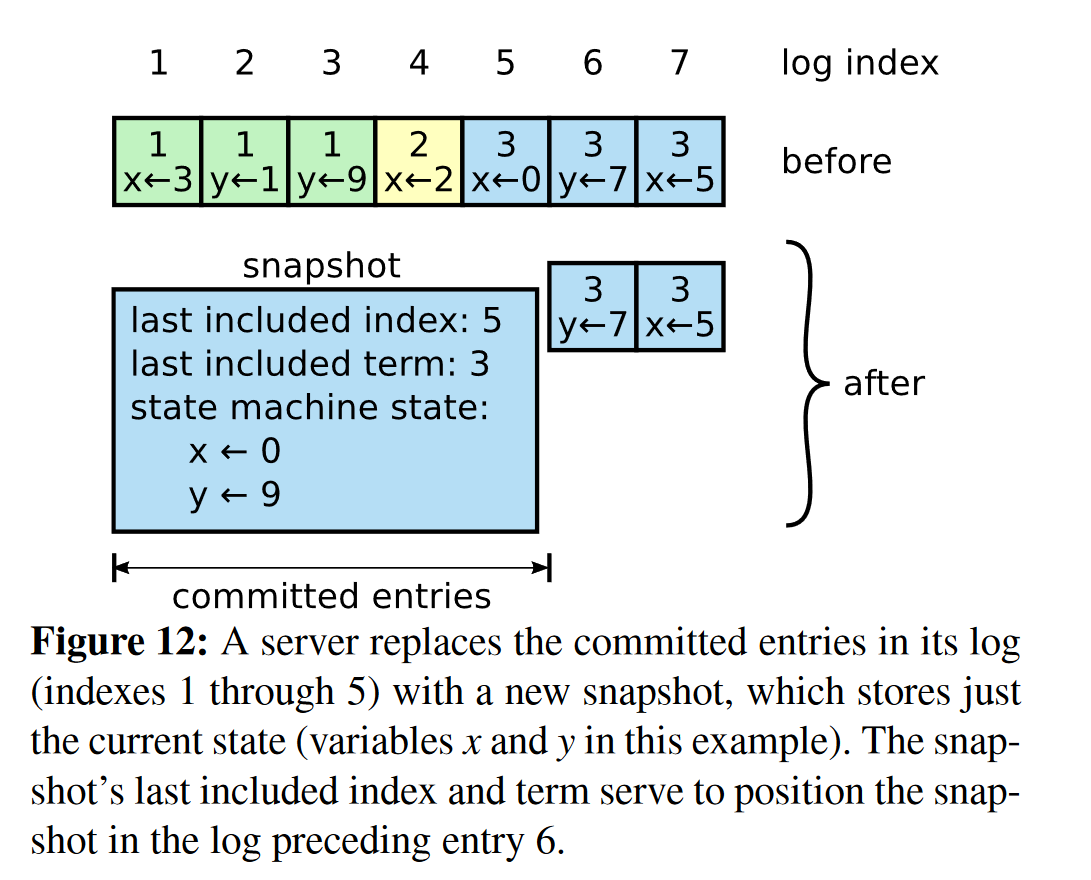 1 2 3 4 5 6 7 log index
1 1 1 2 3 3 3
x←3 y←1 y←9 x←2 x←0 y←7 x←5
before
snapshot
last included index: 5
last included term: 3
state machine state:
x ← 0
y ← 9
3 3
y←7 x←5
after
committed entries
Figure 12: A server replaces the committed entries in its log
(indexes 1 through 5) with a new snapshot, which stores just
the current state (variables x and y in this example). The snap-
shot’s last included index and term serve to position the snap-
shot in the log preceding entry 6.